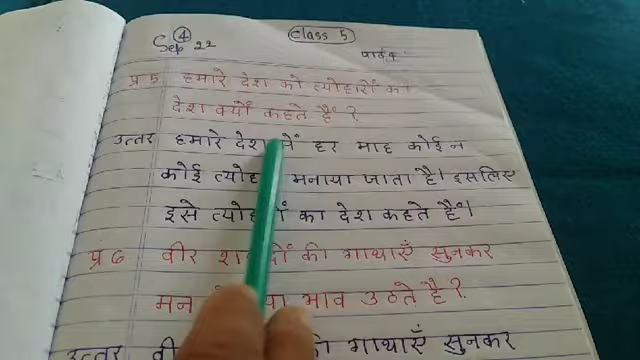 ④ Class 5
Sep 22
प्र 5 हमारे देश को त्योहारों का
देश क्यों कहते हैं ?
उत्तर हमारे देश में हर माह कोई न
कोई मनाया जाता है। इसलिए
इसे का देश कहते हैं।
प्र 6 वीर की गाथाएँ सुनकर
मन भाव उठते है ?
उत्तर गाथाएँ सुनकर